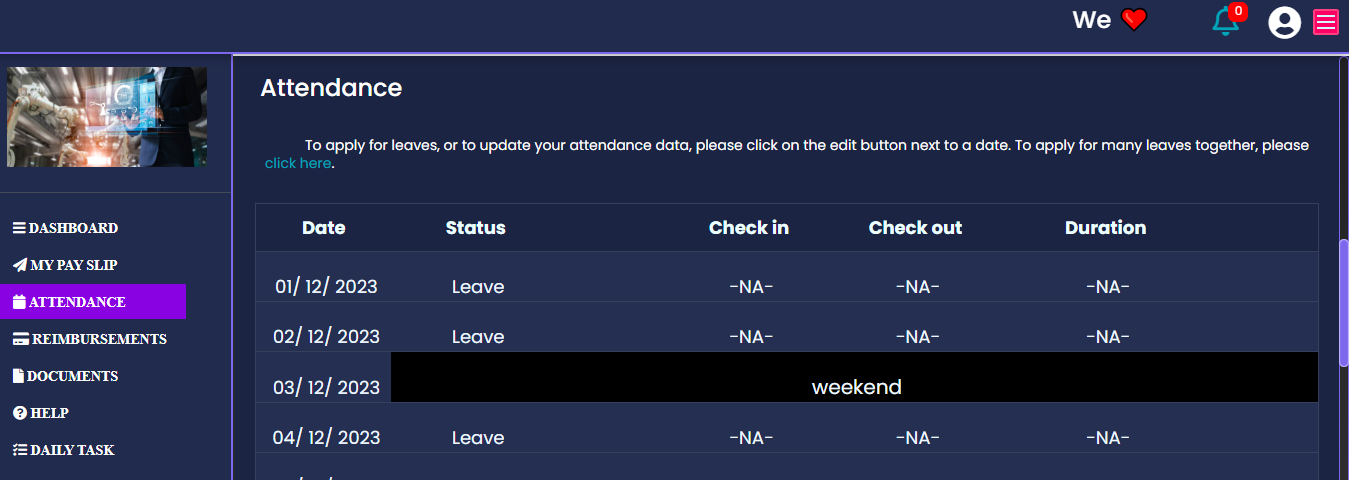 We
0
Attendance
To apply for leaves, or to update your attendance data, please click on the edit button next to a date. To apply for many leaves together, please
click here.
DASHBOARD
MY PAY SLIP
ATTENDANCE
REIMBURSEMENTS
DOCUMENTS
HELP
DAILY TASK
Date Status Check in Check out Duration
01/ 12/ 2023 Leave -NA- -NA- -NA-
02/ 12/ 2023 Leave -NA- -NA- -NA-
03/ 12/ 2023 weekend
04/ 12/ 2023 Leave -NA- -NA- -NA-